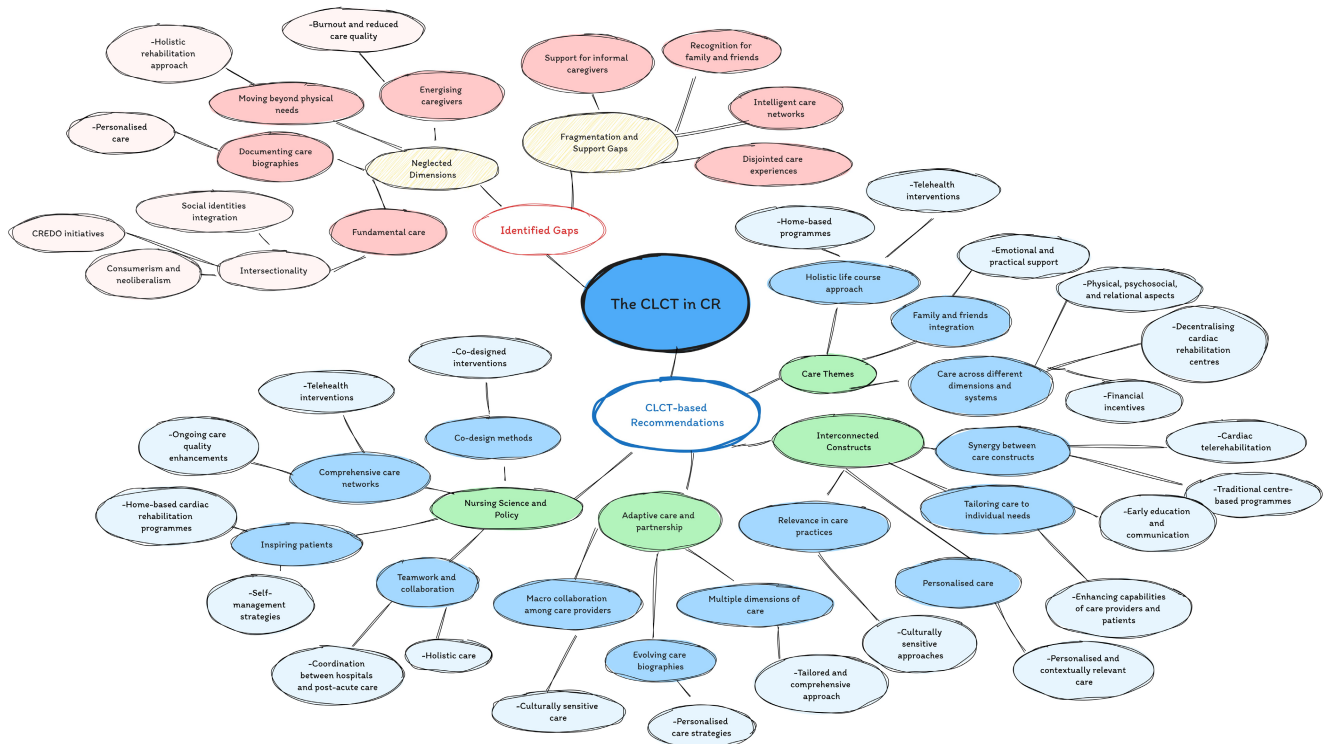 -Burnout and reduced
care quality
-Holistic
rehabilitation
approach
Energising
caregivers
Moving beyond physical
needs
-Personalised
care
Documenting care
biographies
Neglected
Dimensions
Social identities
integration
CREDO initiatives
Fundamental care
Consumerism and
neoliberalism
Intersectionality
Support for informal
caregivers
Recognition for
family and friends
Intelligent care
networks
Fragmentation and
Support Gaps
Disjointed care
experiences
Identified Gaps
The CLCT in CR
CLCT-based
Recommendations
-Telehealth
interventions
-Home-based
programmes
Holistic life course
approach
-Emotional and
practical support
Family and friends
integration
-Physical, psychosocial,
and relational aspects
-Decentralising
cardiac
rehabilitation
centres
Care Themes
Care across different
dimensions and
systems
-Financial
incentives
Interconnected
Constructs
Synergy between
care constructs
-Cardiac
telerehabilitation
-Traditional centre-
based programmes
Tailoring care to
individual needs
-Early education
and
communication
Relevance in care
practices
Personalised care
-Enhancing capabilities
of care providers and
patients
-Culturally
sensitive
approaches
-Personalised and
contextually relevant
care
-Co-designed
interventions
-Telehealth
interventions
Co-design methods
-Ongoing care
quality
enhancements
Comprehensive care
networks
Nursing Science and
Policy
-Home-based cardiac
rehabilitation
programmes
Inspiring patients
-Self-
management
strategies
Teamwork and
collaboration
-Coordination
between hospitals
and post-acute care
-Holistic care
Adaptive care and
partnership
Macro collaboration
among care providers
Multiple dimensions of
care
Evolving care
biographies
-Culturally sensitive
care
-Personalised
care strategies
-Tailored and
comprehensive
approach